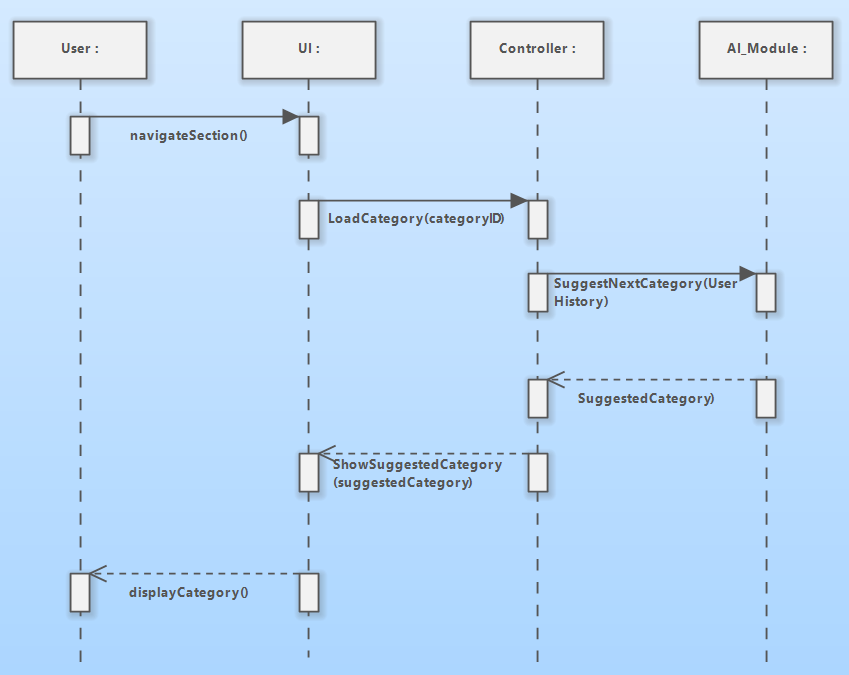 User :
UI :
Controller :
AI_Module :
navigateSection()
LoadCategory(categoryID)
SuggestNextCategory(User
History)
SuggestedCategory)
ShowSuggestedCategory
(suggestedCategory)
displayCategory()